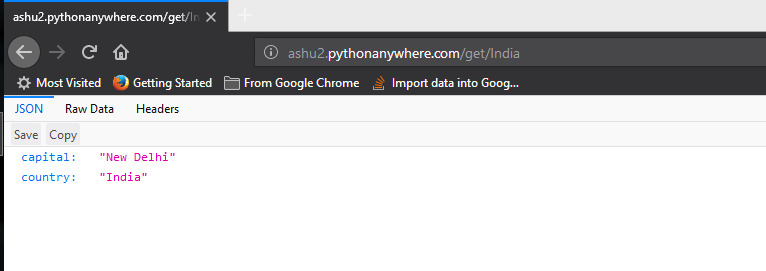 ashu2.pythonanywhere.com/get/In
ashu2.pythonanywhere.com/get/India
Most Visited Getting Started From Google Chrome Import data into Goog...
JSON Raw Data Headers
Save Copy
capital: "New Delhi"
country: "India"